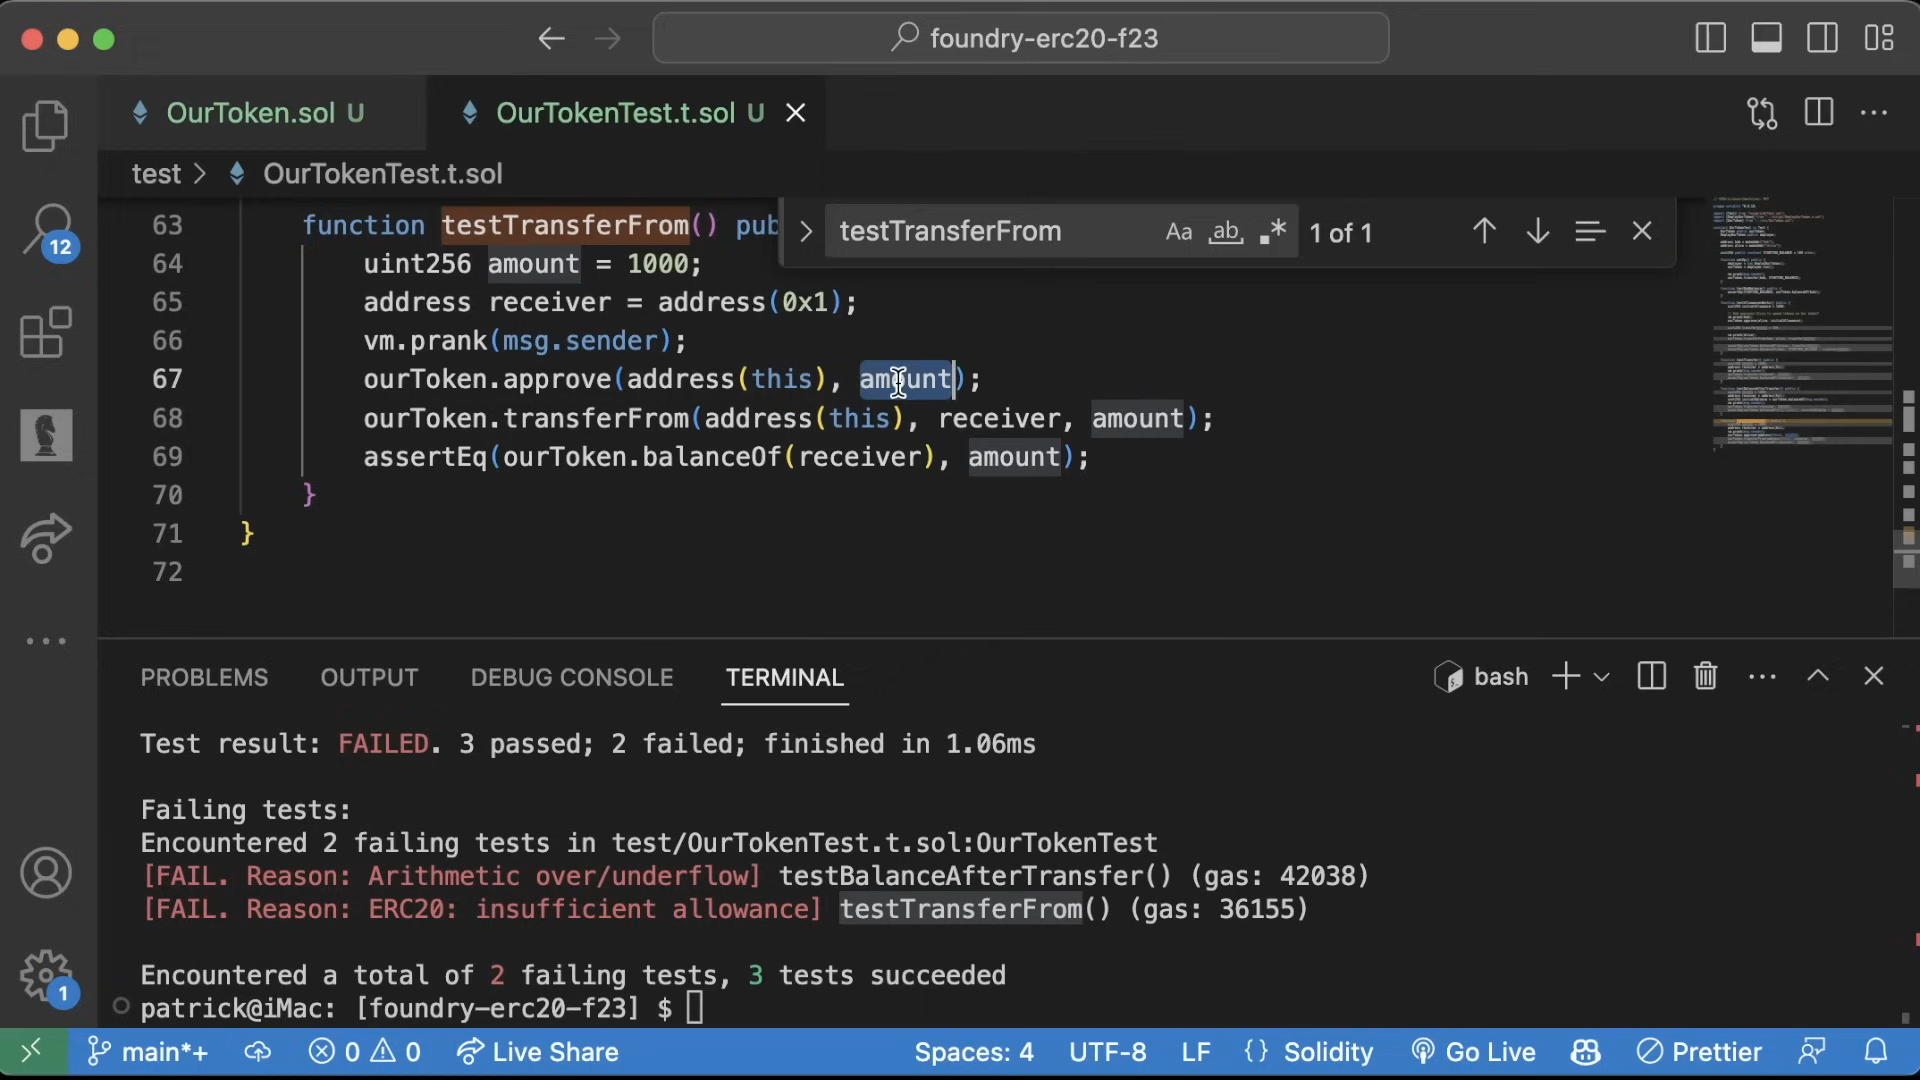 foundry-erc20-f23
OurToken.sol U
OurTokenTest.t.sol U
test > OurTokenTest.t.sol
testTransferFrom Aa ab .* 1 of 1
63 function testTransferFrom() pub
64 uint256 amount = 1000;
65 address receiver = address(0x1);
66 vm.prank(msg.sender);
67 ourToken.approve(address(this), amount);
68 ourToken.transferFrom(address(this), receiver, amount);
69 assertEq(ourToken.balanceOf(receiver), amount);
70 }
71 }
72
12
PROBLEMS OUTPUT DEBUG CONSOLE TERMINAL bash
Test result: FAILED. 3 passed; 2 failed; finished in 1.06ms
Failing tests:
Encountered 2 failing tests in test/OurTokenTest.t.sol:OurTokenTest
[FAIL. Reason: Arithmetic over/underflow] testBalanceAfterTransfer() (gas: 42038)
[FAIL. Reason: ERC20: insufficient allowance] testTransferFrom() (gas: 36155)
Encountered a total of 2 failing tests, 3 tests succeeded
patrick@iMac: [foundry-erc20-f23] $
1
main*+ 0 0 Live Share Spaces: 4 UTF-8 LF {} Solidity Go Live Prettier